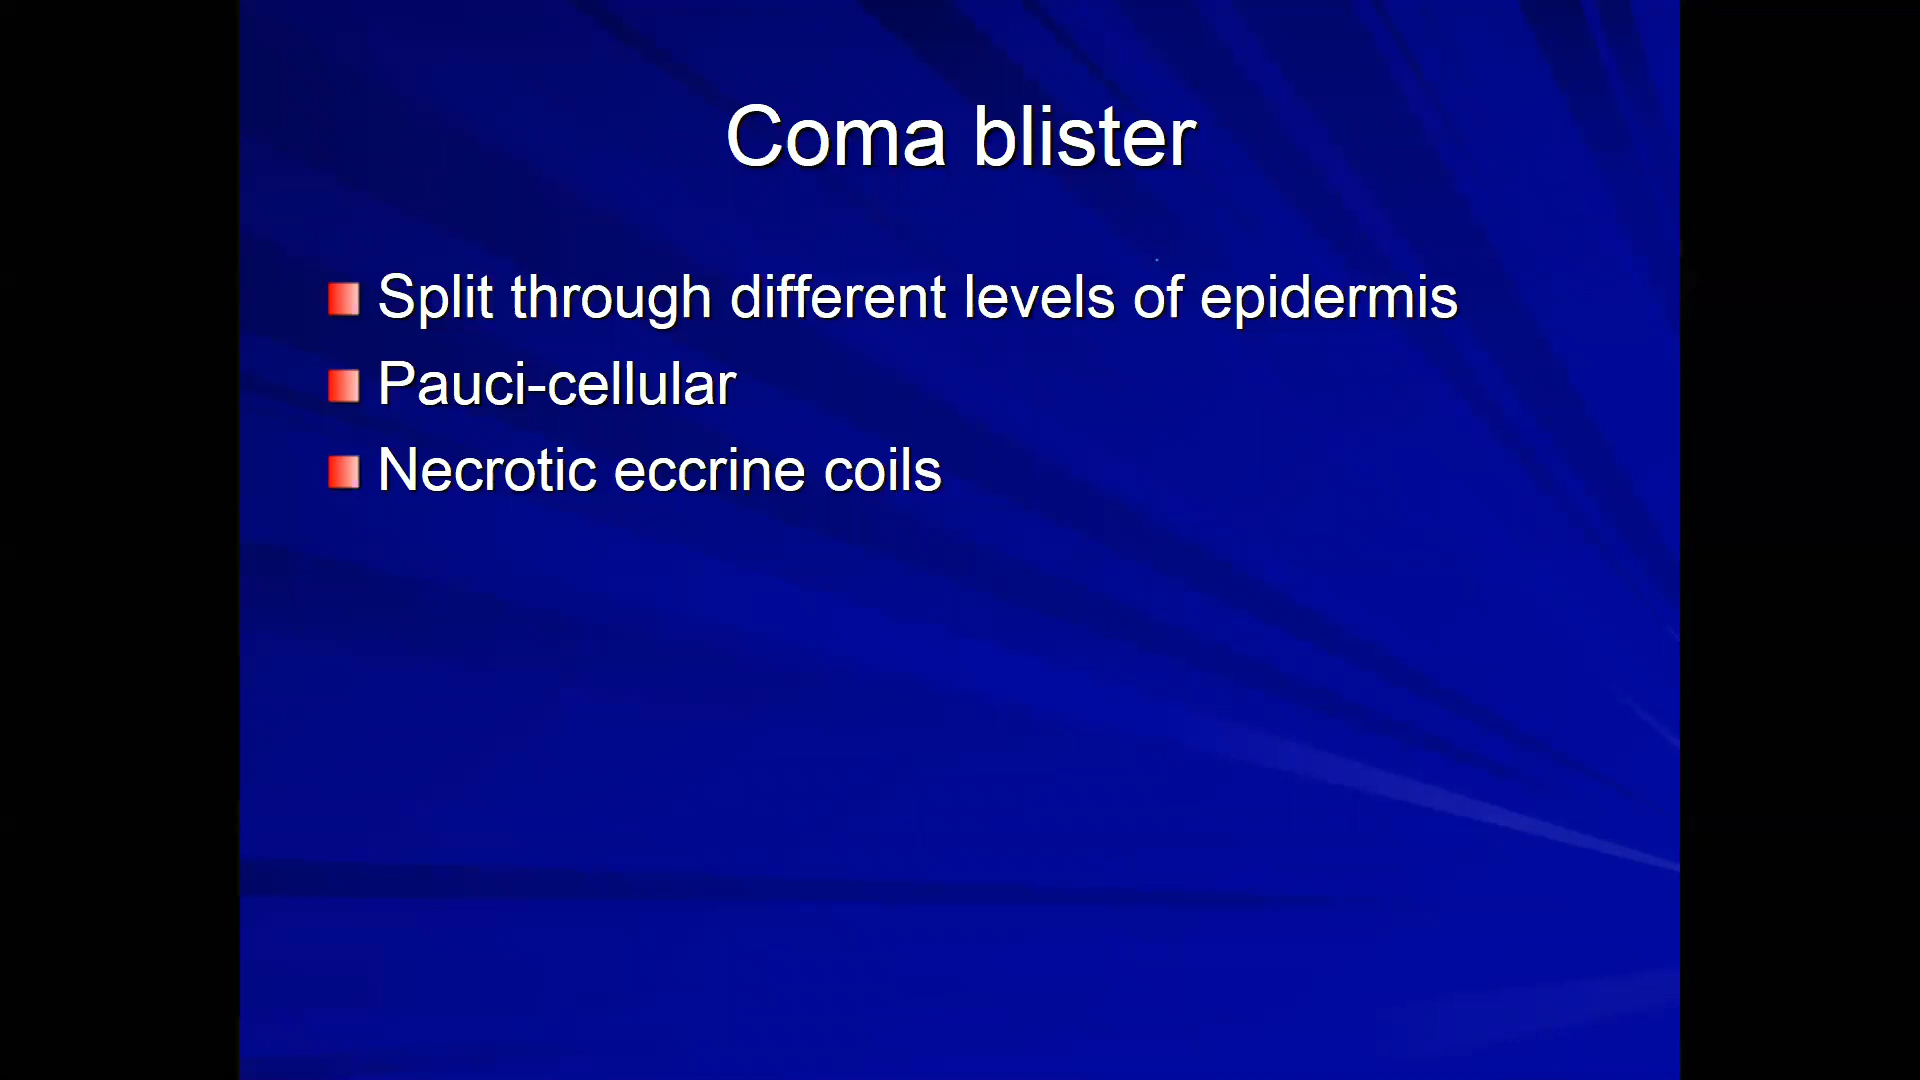 Coma blister
Split through different levels of epidermis
Pauci-cellular
Necrotic eccrine coils